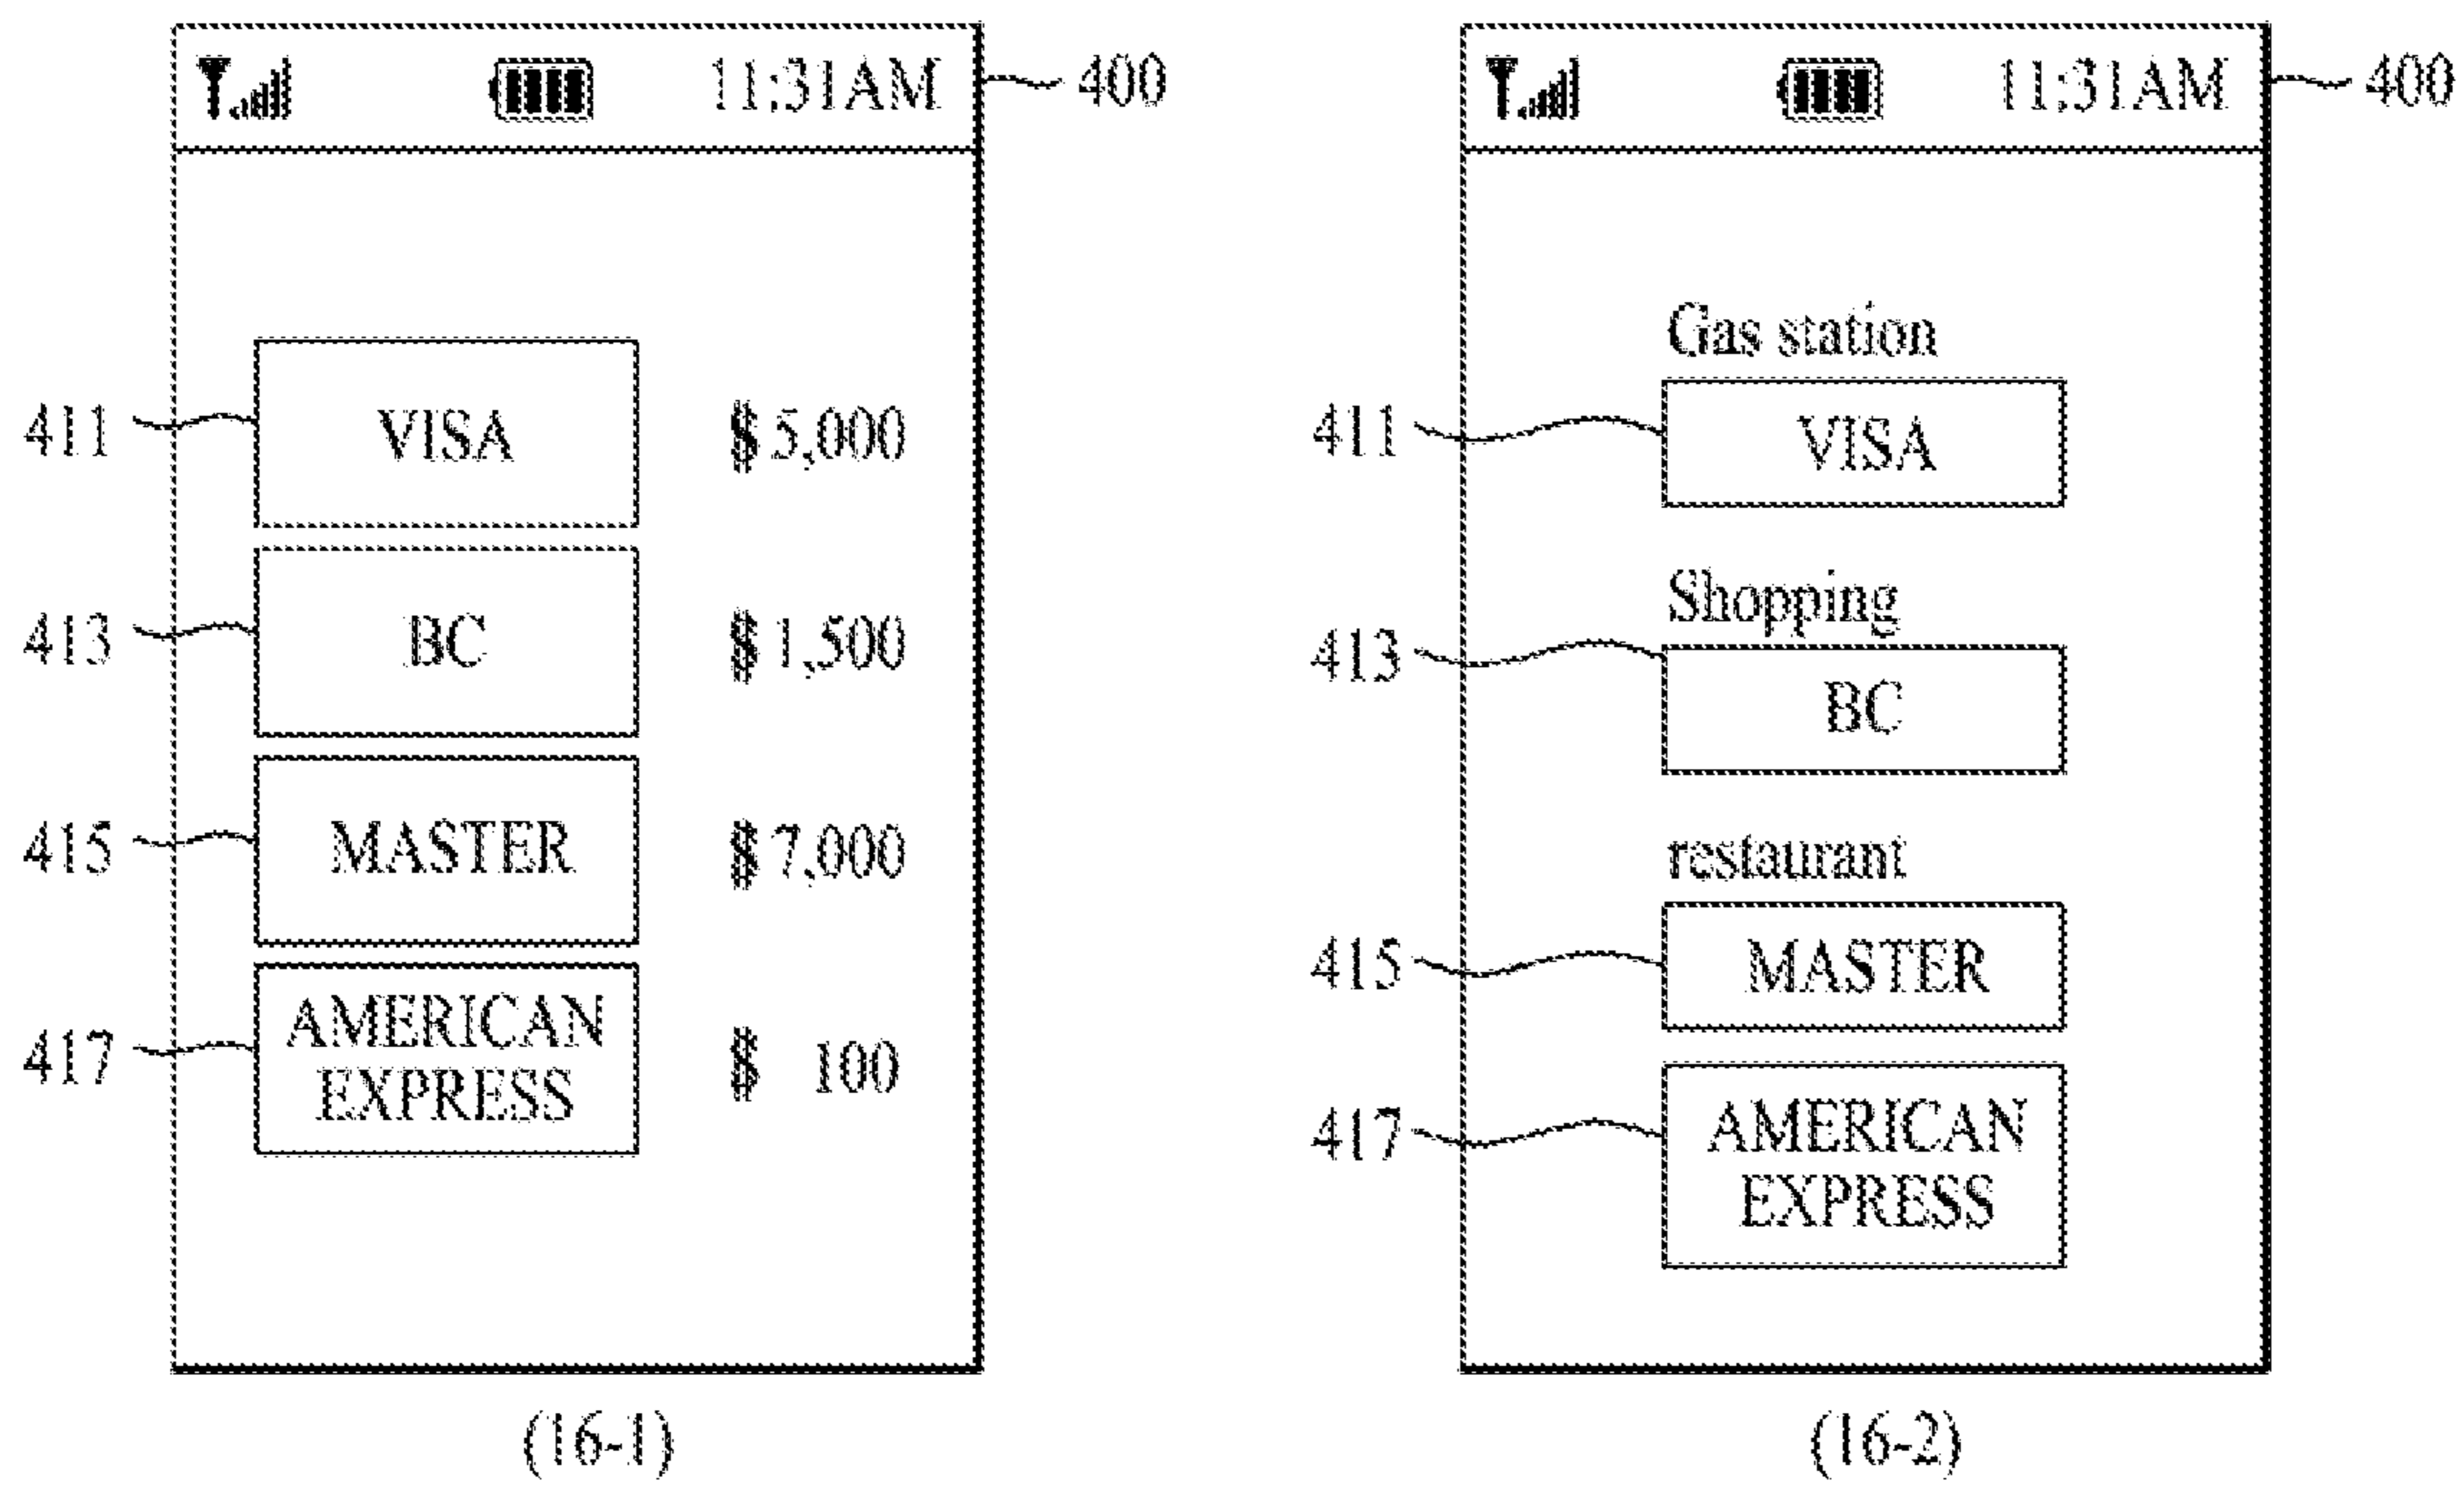 11:31AM
400
411
VISA
$ 5,000
413
BC
$ 1,500
415
MASTER
$ 7,000
417
AMERICAN
EXPRESS
$ 100
(16-1)
11:31AM
400
Gas station
411
VISA
Shopping
413
BC
restaurant
415
MASTER
417
AMERICAN
EXPRESS
(16-2)